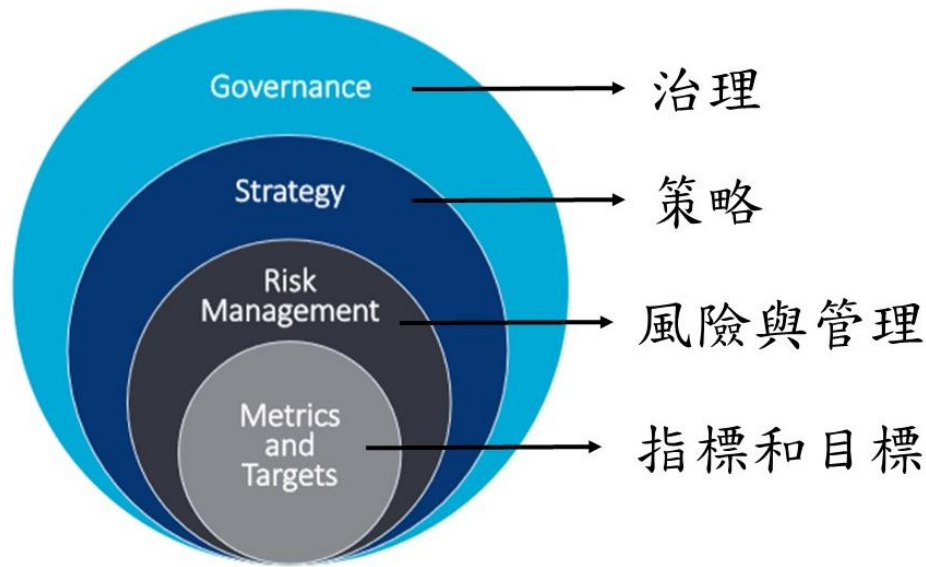 Governance
治理
Strategy
策略
Risk
Management
風險與管理
Metrics
and
Targets
指標和目標